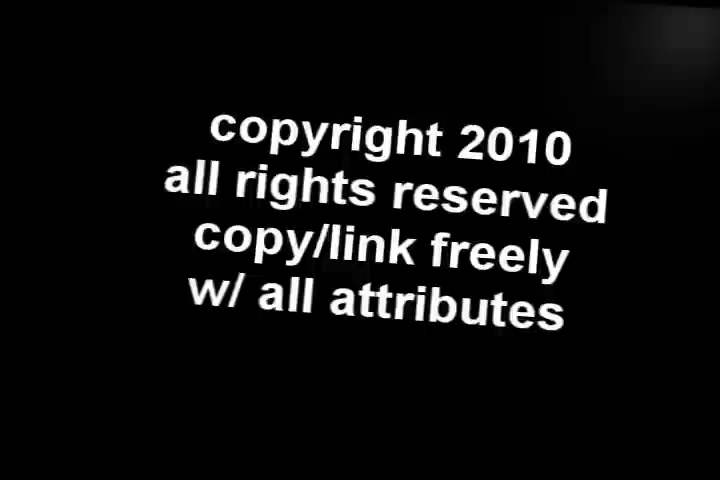 copyright 2010
all rights reserved
copy/link freely
w/ all attributes